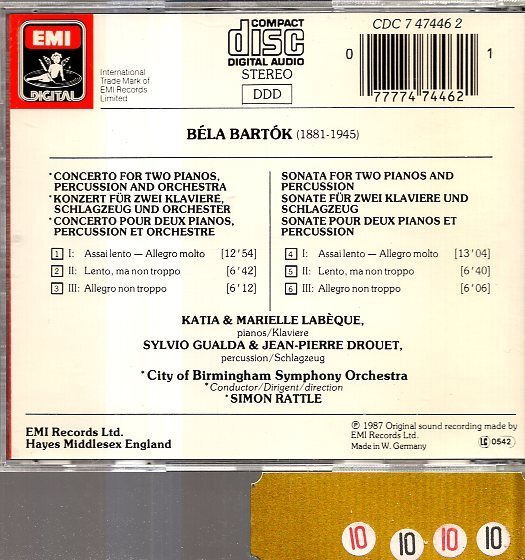 EMI
DIGITAL
International
Trade Mark of
EMI Records
Limited
COMPACT
disc
DIGITAL AUDIO
STEREO
DDD
CDC 7 47446 2
0
1
77774 74462
BÉLA BARTÓK (1881-1945)
*CONCERTO FOR TWO PIANOS,
PERCUSSION AND ORCHESTRA
*KONZERT FÜR ZWEI KLAVIERE,
SCHLAGZEUG UND ORCHESTER
*CONCERTO POUR DEUX PIANOS,
PERCUSSION ET ORCHESTRE
1 I: Assai lento — Allegro molto [12'54]
2 II: Lento, ma non troppo [6'42]
3 III: Allegro non troppo [6'12]
SONATA FOR TWO PIANOS AND
PERCUSSION
SONATE FÜR ZWEI KLAVIERE UND
SCHLAGZEUG
SONATE POUR DEUX PIANOS ET
PERCUSSION
4 I: Assai lento — Allegro molto [13'04]
5 II: Lento, ma non troppo [6'40]
6 III: Allegro non troppo [6'06]
KATIA & MARIELLE LABÈQUE,
pianos/Klaviere
SYLVIO GUALDA & JEAN-PIERRE DROUET,
percussion/Schlagzeug
*City of Birmingham Symphony Orchestra
*Conductor/Dirigent/direction
*SIMON RATTLE
EMI Records Ltd.
Hayes Middlesex England
℗ 1987 Original sound recording made by
EMI Records Ltd.
Made in W. Germany
LC 0542
10 10 10 10